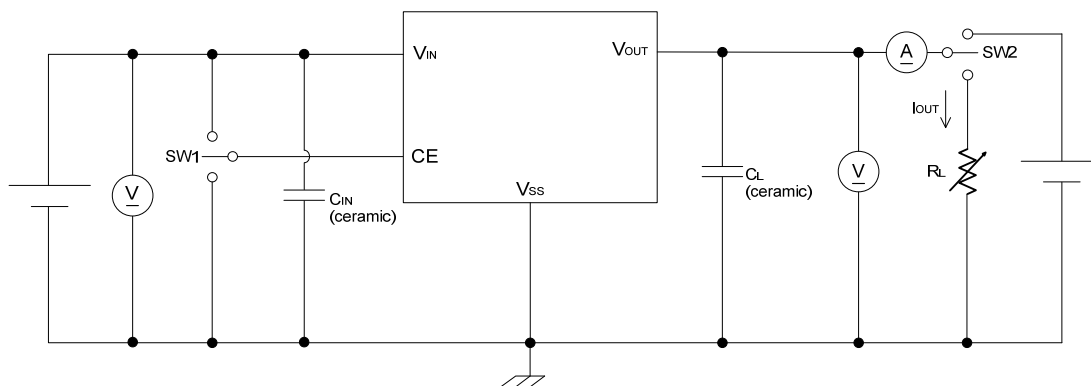 VIN
VOUT
A
SW2
IOUT
SW1
CE
V
CIN
(ceramic)
VSS
CL
(ceramic)
V
RL